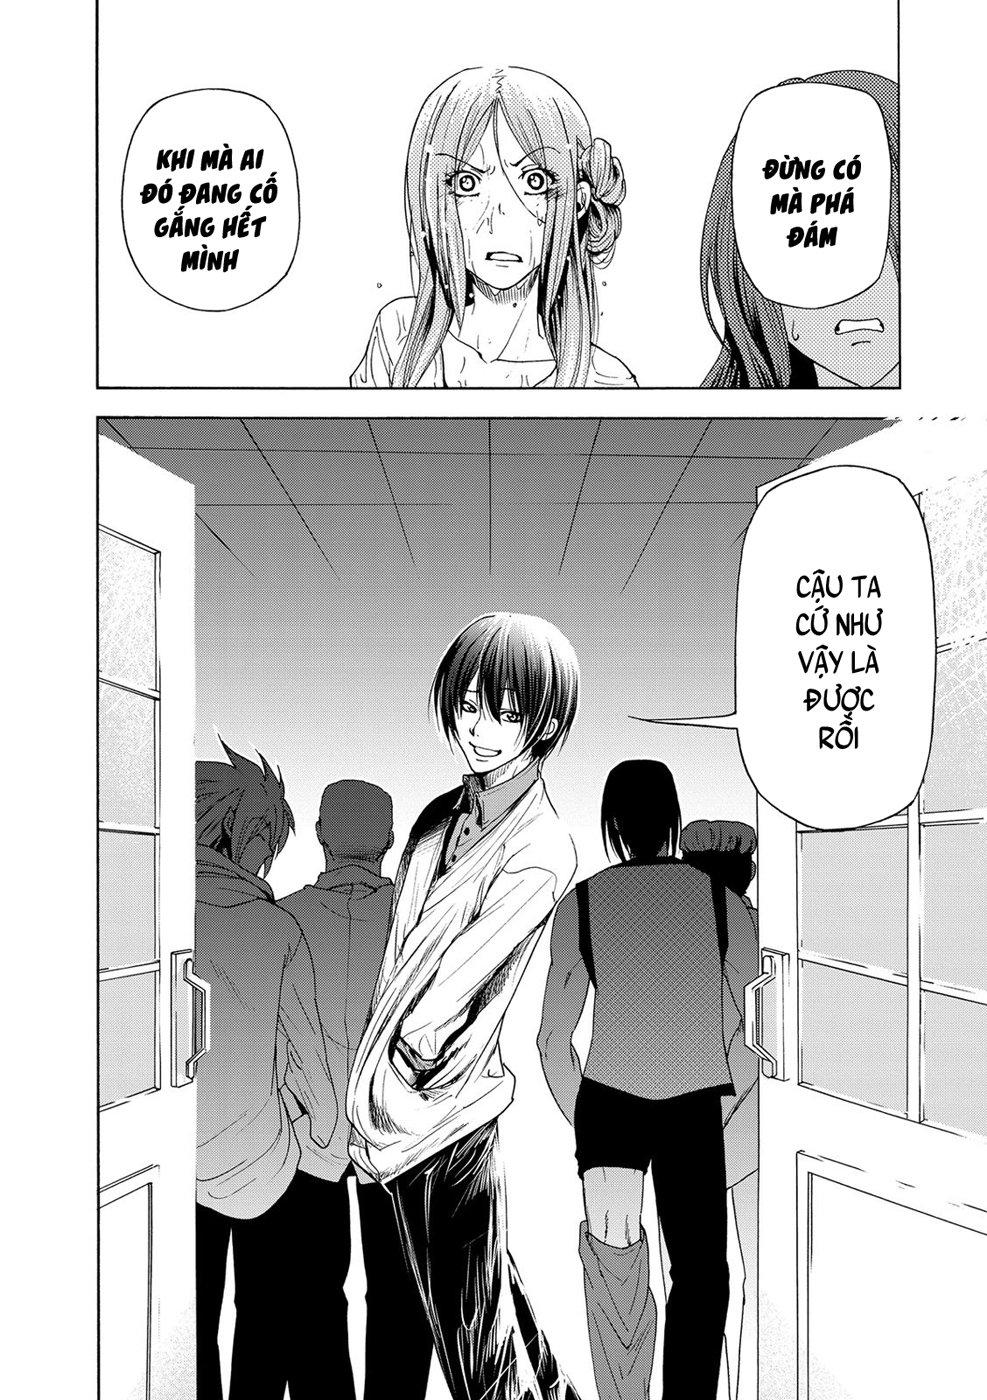 ĐỪNG CÓ
MÀ PHÁ
ĐÁM
KHI MÀ AI
ĐÓ ĐANG CỐ
GẮNG HẾT
MÌNH
CẬU TA
CỨ NHƯ
VẬY LÀ
ĐƯỢC
RỒI